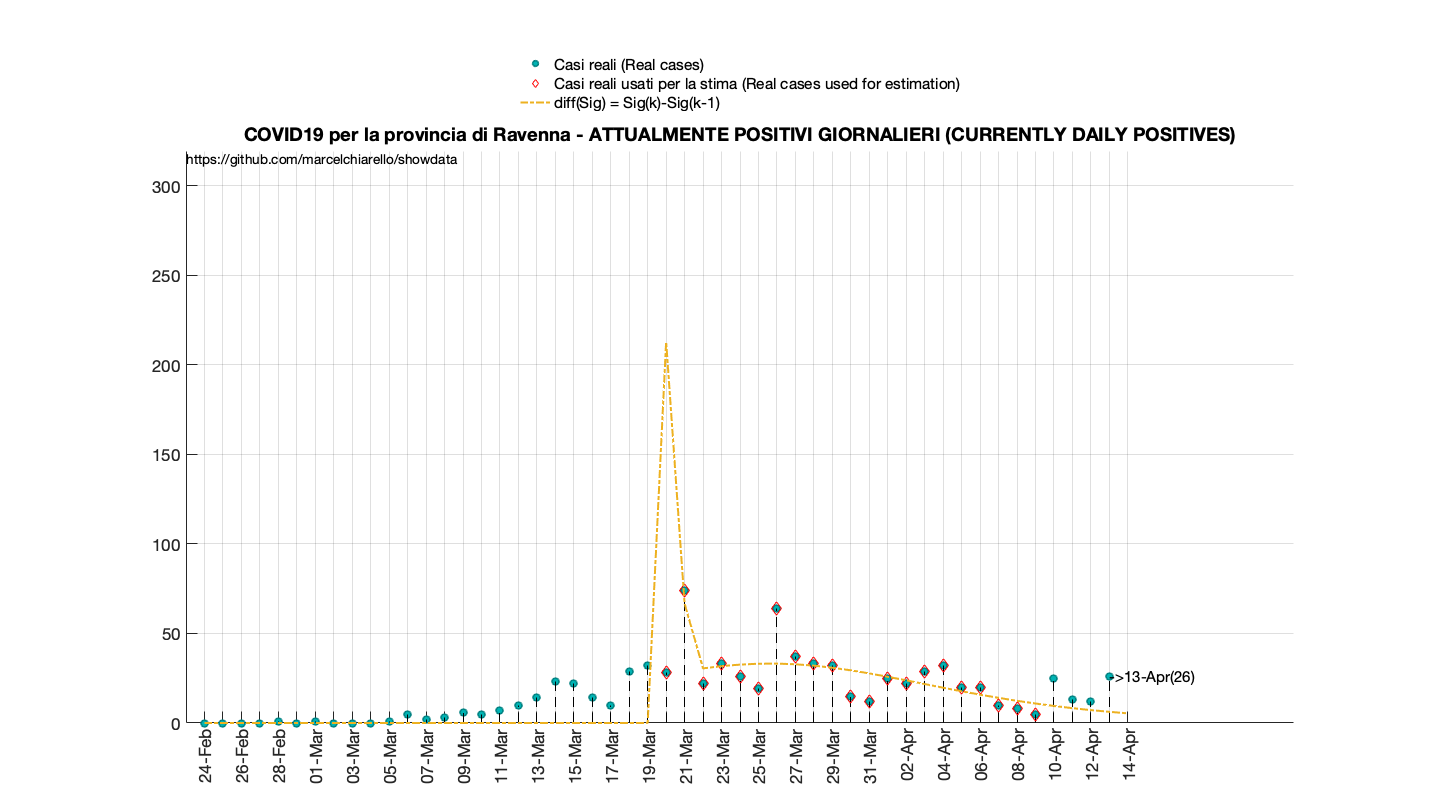 Casi reali (Real cases)
Casi reali usati per la stima (Real cases used for estimation)
diff(Sig) = Sig(k)-Sig(k-1)
COVID19 per la provincia di Ravenna - ATTUALMENTE POSITIVI GIORNALIERI (CURRENTLY DAILY POSITIVES)
https://github.com/marcelchiarello/showdata
300
250
200
150
100
50
0
->13-Apr(26)
24-Feb
26-Feb
28-Feb
01-Mar
03-Mar
05-Mar
07-Mar
09-Mar
11-Mar
13-Mar
15-Mar
17-Mar
19-Mar
21-Mar
23-Mar
25-Mar
27-Mar
29-Mar
31-Mar
02-Apr
04-Apr
06-Apr
08-Apr
10-Apr
12-Apr
14-Apr